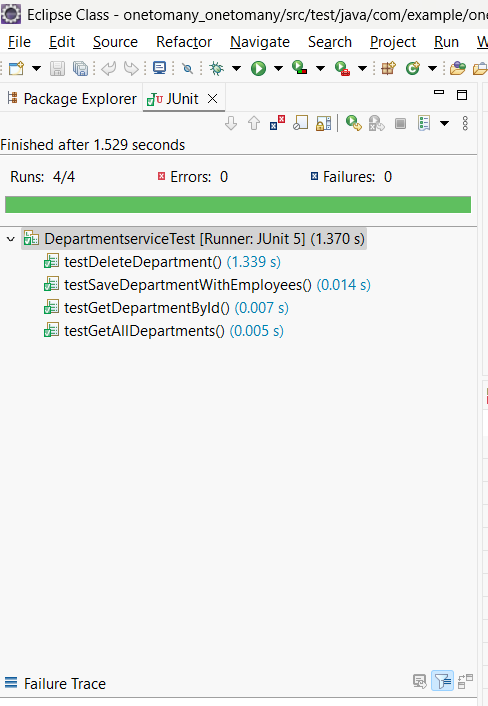 Eclipse Class - onetomany_onetomany/src/test/java/com/example/one
File Edit Source Refactor Navigate Search Project Run
Package Explorer JUnit
Finished after 1.529 seconds
Runs: 4/4 Errors: 0 Failures: 0
DepartmentserviceTest [Runner: JUnit 5] (1.370 s)
testDeleteDepartment() (1.339 s)
testSaveDepartmentWithEmployees() (0.014 s)
testGetDepartmentById() (0.007 s)
testGetAllDepartments() (0.005 s)
Failure Trace